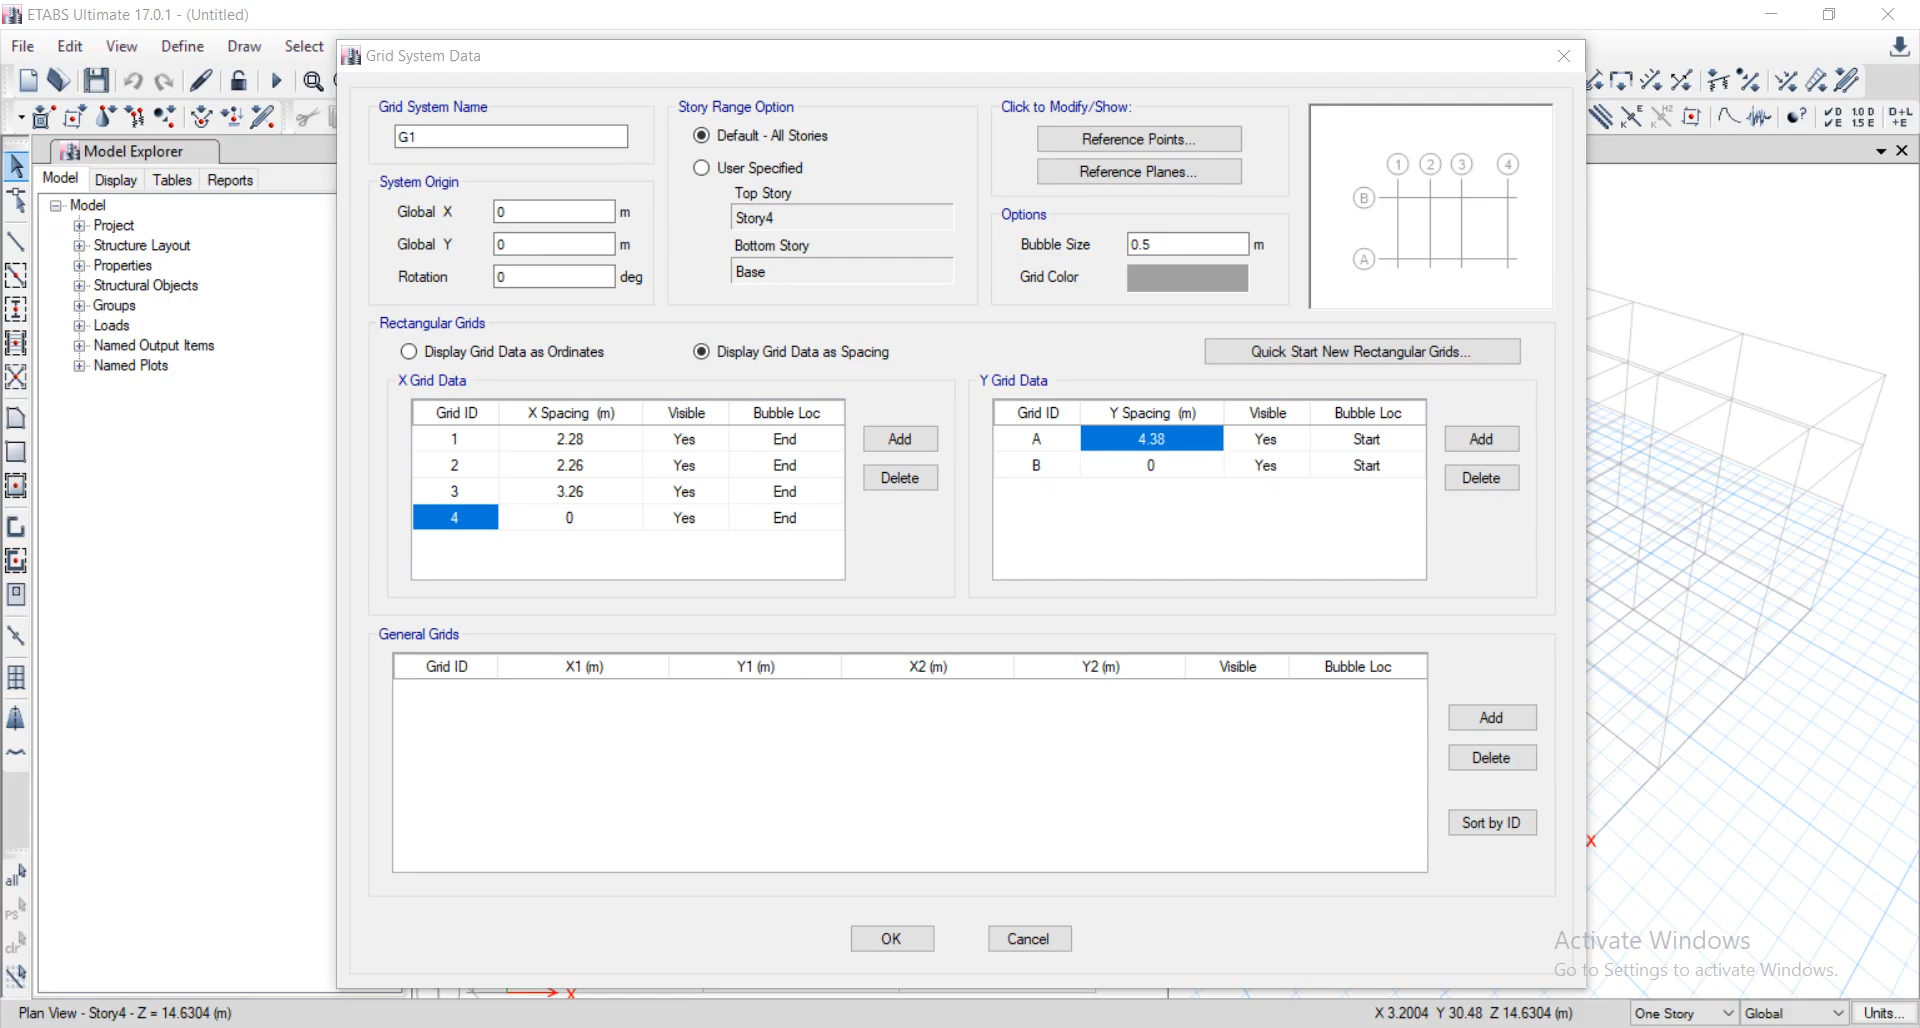 ETABS Ultimate 17.0.1 - (Untitled)
File Edit View Define Draw Select
Grid System Data
Model Explorer
Model Display Tables Reports
Model
Project
Structure Layout
Properties
Structural Objects
Groups
Loads
Named Output Items
Named Plots
Grid System Name
G1
System Origin
Global X 0 m
Global Y 0 m
Rotation 0 deg
Story Range Option
Default - All Stories
User Specified
Top Story
Story4
Bottom Story
Base
Click to Modify/Show:
Reference Points...
Reference Planes...
Options
Bubble Size 0.5 m
Grid Color
1 2 3 4
B
A
Rectangular Grids
Display Grid Data as Ordinates
Display Grid Data as Spacing
Quick Start New Rectangular Grids...
X Grid Data
Grid ID X Spacing (m) Visible Bubble Loc
1 2.28 Yes End
2 2.26 Yes End
3 3.26 Yes End
4 0 Yes End
Add
Delete
Y Grid Data
Grid ID Y Spacing (m) Visible Bubble Loc
A 4.38 Yes Start
B 0 Yes Start
Add
Delete
General Grids
Grid ID X1 (m) Y1 (m) X2 (m) Y2 (m) Visible Bubble Loc
Add
Delete
Sort by ID
OK Cancel
all
PS
clr
X
X
Activate Windows
Go to Settings to activate Windows.
Plan View - Story4 - Z = 14.6304 (m)
X 3.2004 Y 30.48 Z 14.6304 (m)
One Story Global Units...